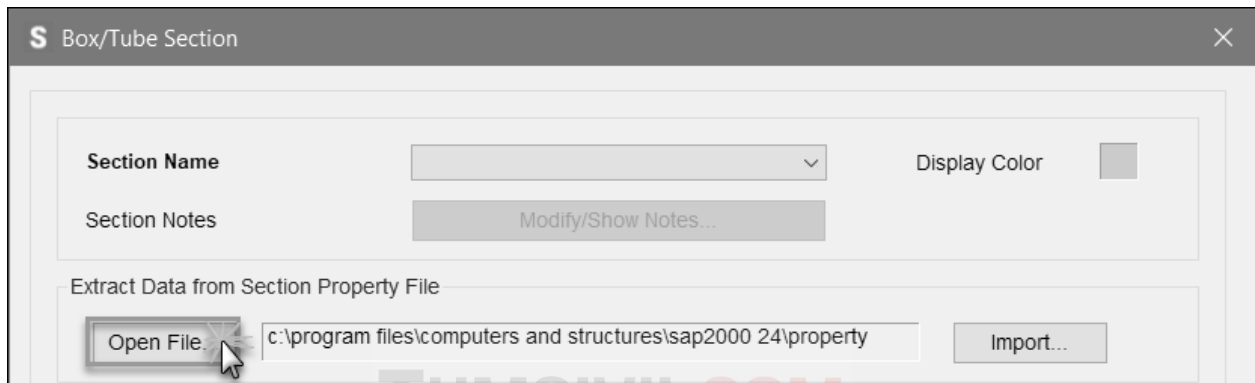 S Box/Tube Section
Section Name
Display Color
Section Notes
Modify/Show Notes...
Extract Data from Section Property File
Open File.
c:\program files\computers and structures\sap2000 24\property
Import...